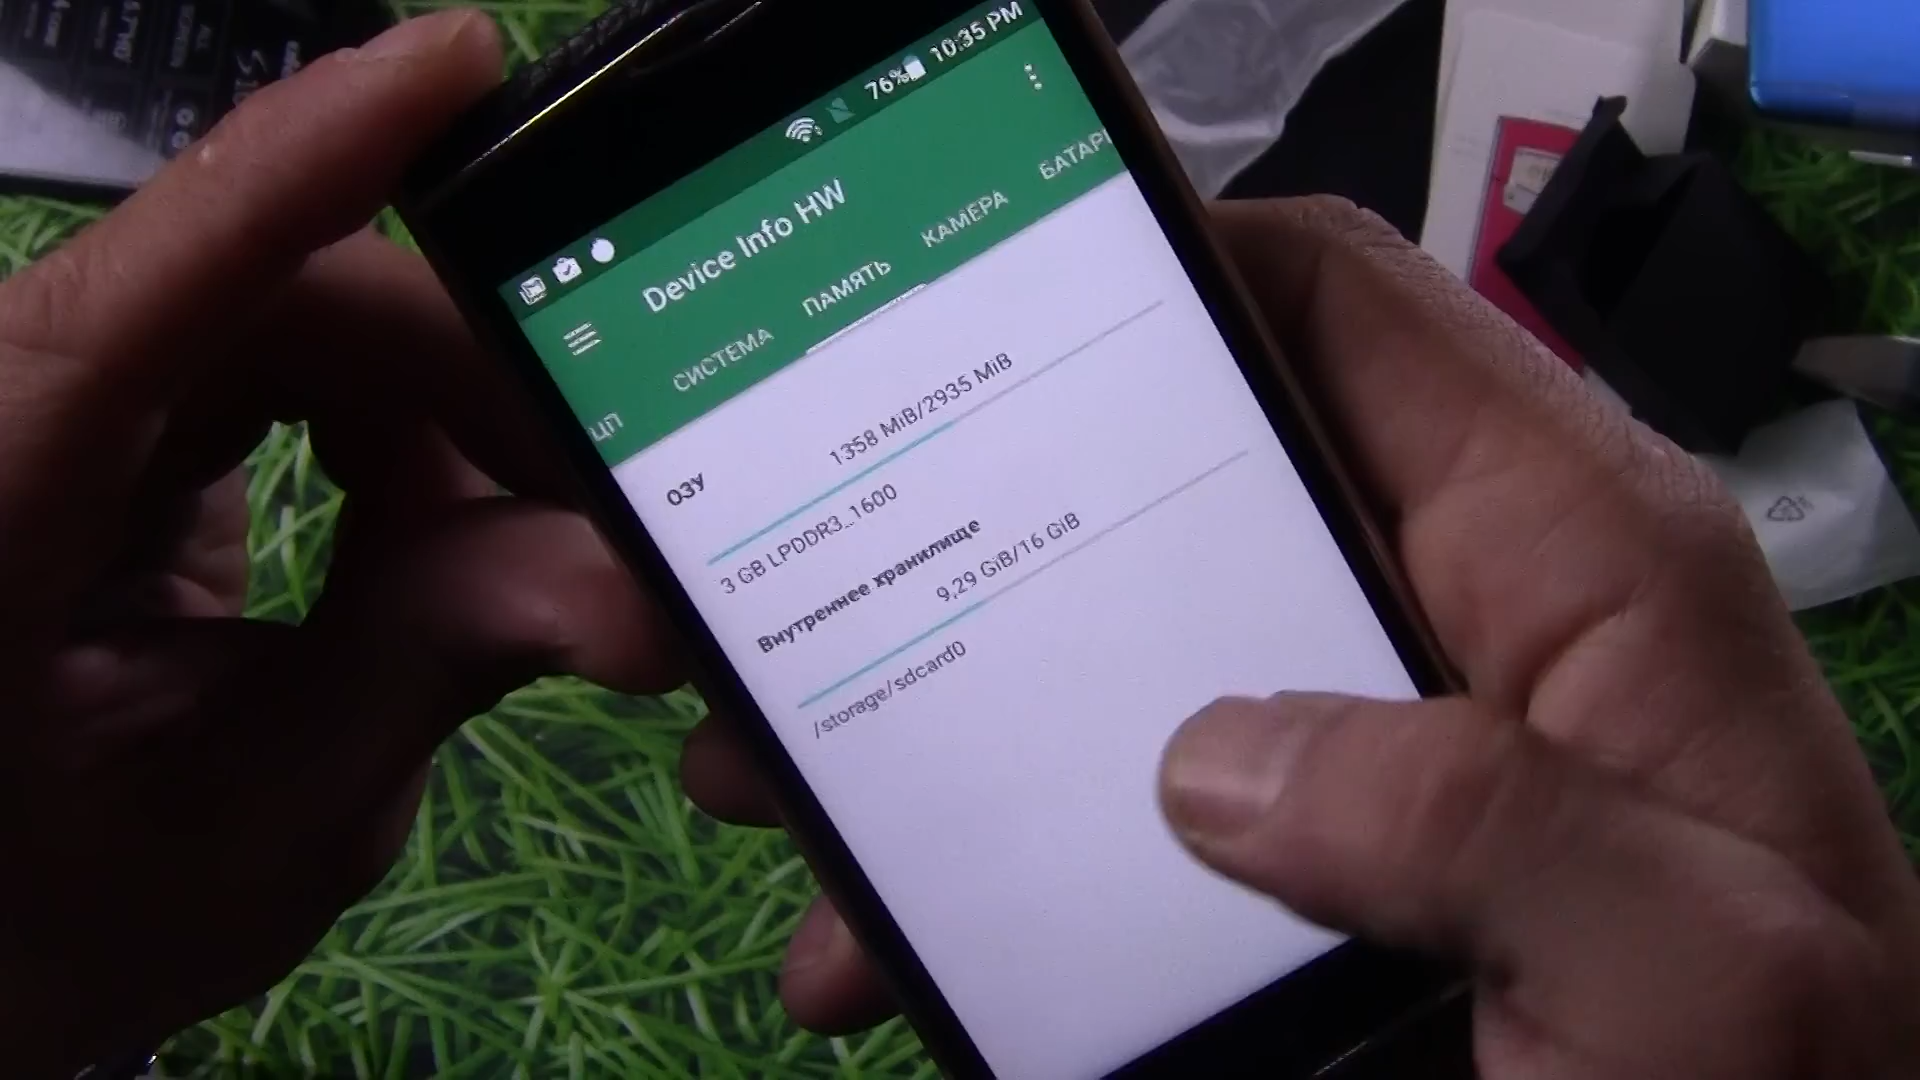 76% 10:35 PM
Device Info HW
ЦП СИСТЕМА ПАМЯТЬ КАМЕРА БАТАРЕ
ОЗУ
1358 MiB/2935 MiB
3 GB LPDDR3_1600
Внутреннее хранилище
9,29 GiB/16 GiB
/storage/sdcard0